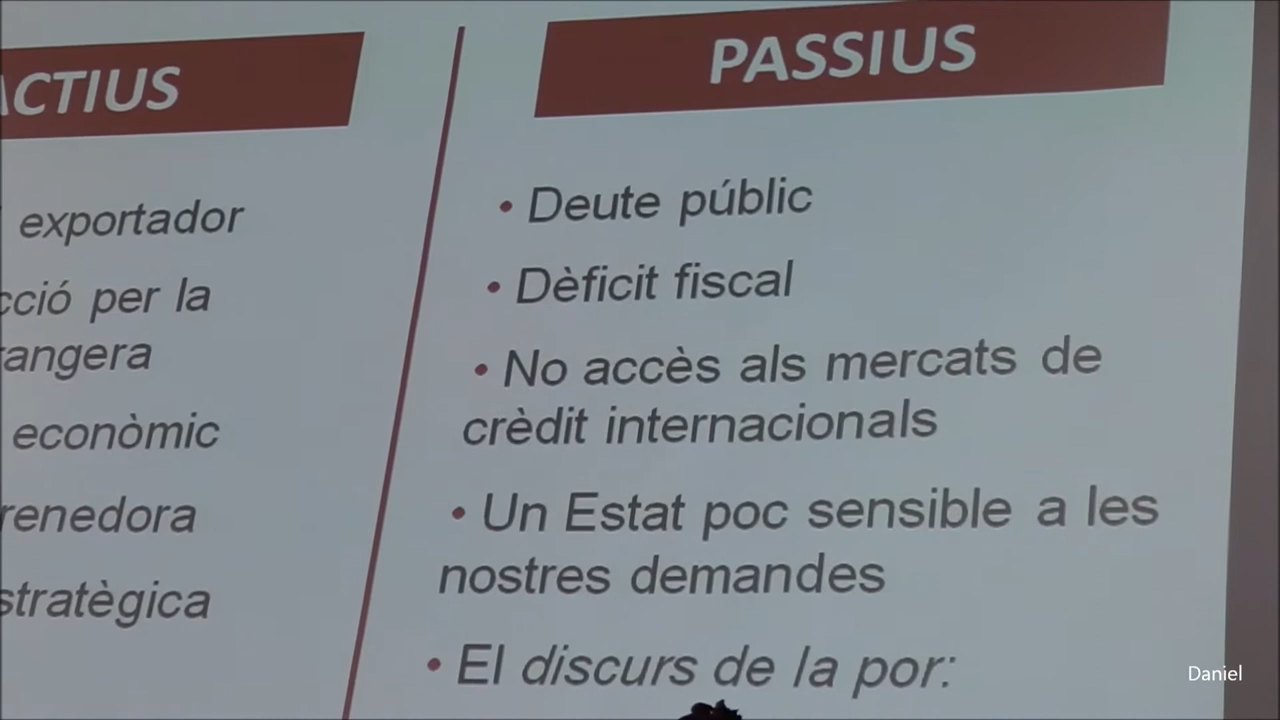 ACTIUS
exportador
cció per la
rangera
econòmic
renedora
stratègica
PASSIUS
• Deute públic
• Dèficit fiscal
• No accès als mercats de
crèdit internacionals
• Un Estat poc sensible a les
nostres demandes
• El discurs de la por:
Daniel